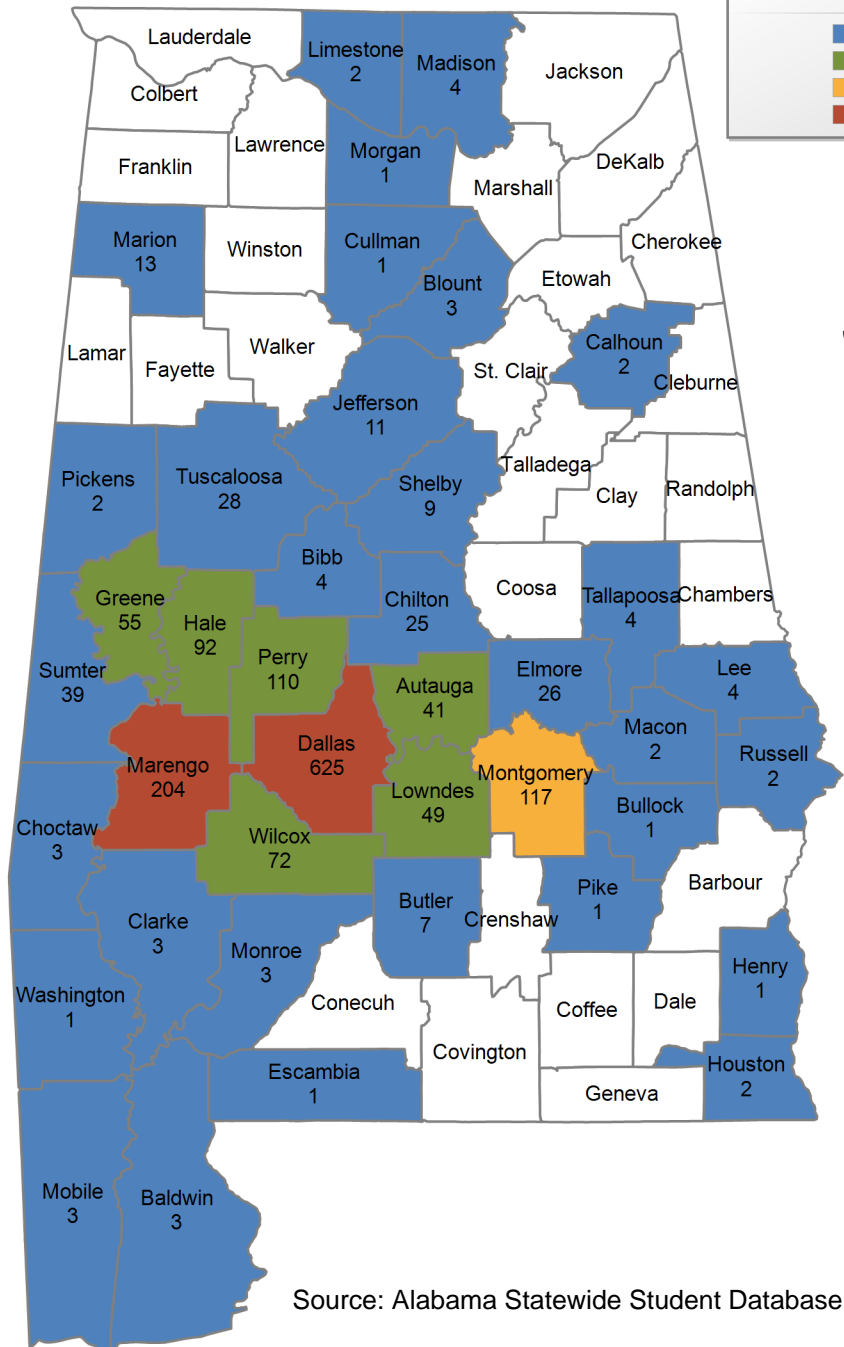 Lauderdale
Limestone
2
Madison
4
Jackson
Colbert
Lawrence
Franklin
Morgan
1
Marshall
DeKalb
Marion
13
Winston
Cullman
1
Blount
3
Cherokee
Etowah
Lamar
Fayette
Walker
St. Clair
Calhoun
2
Cleburne
Jefferson
11
Pickens
2
Tuscaloosa
28
Shelby
9
Talladega
Clay
Randolph
Bibb
4
Chilton
25
Coosa
Tallapoosa
4
Chambers
Greene
55
Hale
92
Perry
110
Sumter
39
Autauga
41
Elmore
26
Lee
4
Marengo
204
Dallas
625
Lowndes
49
Montgomery
117
Macon
2
Russell
2
Bullock
1
Choctaw
3
Wilcox
72
Clarke
3
Monroe
3
Butler
7
Crenshaw
Pike
1
Barbour
Washington
1
Conecuh
Coffee
Dale
Henry
1
Covington
Escambia
1
Geneva
Houston
2
Mobile
3
Baldwin
3
Source: Alabama Statewide Student Database